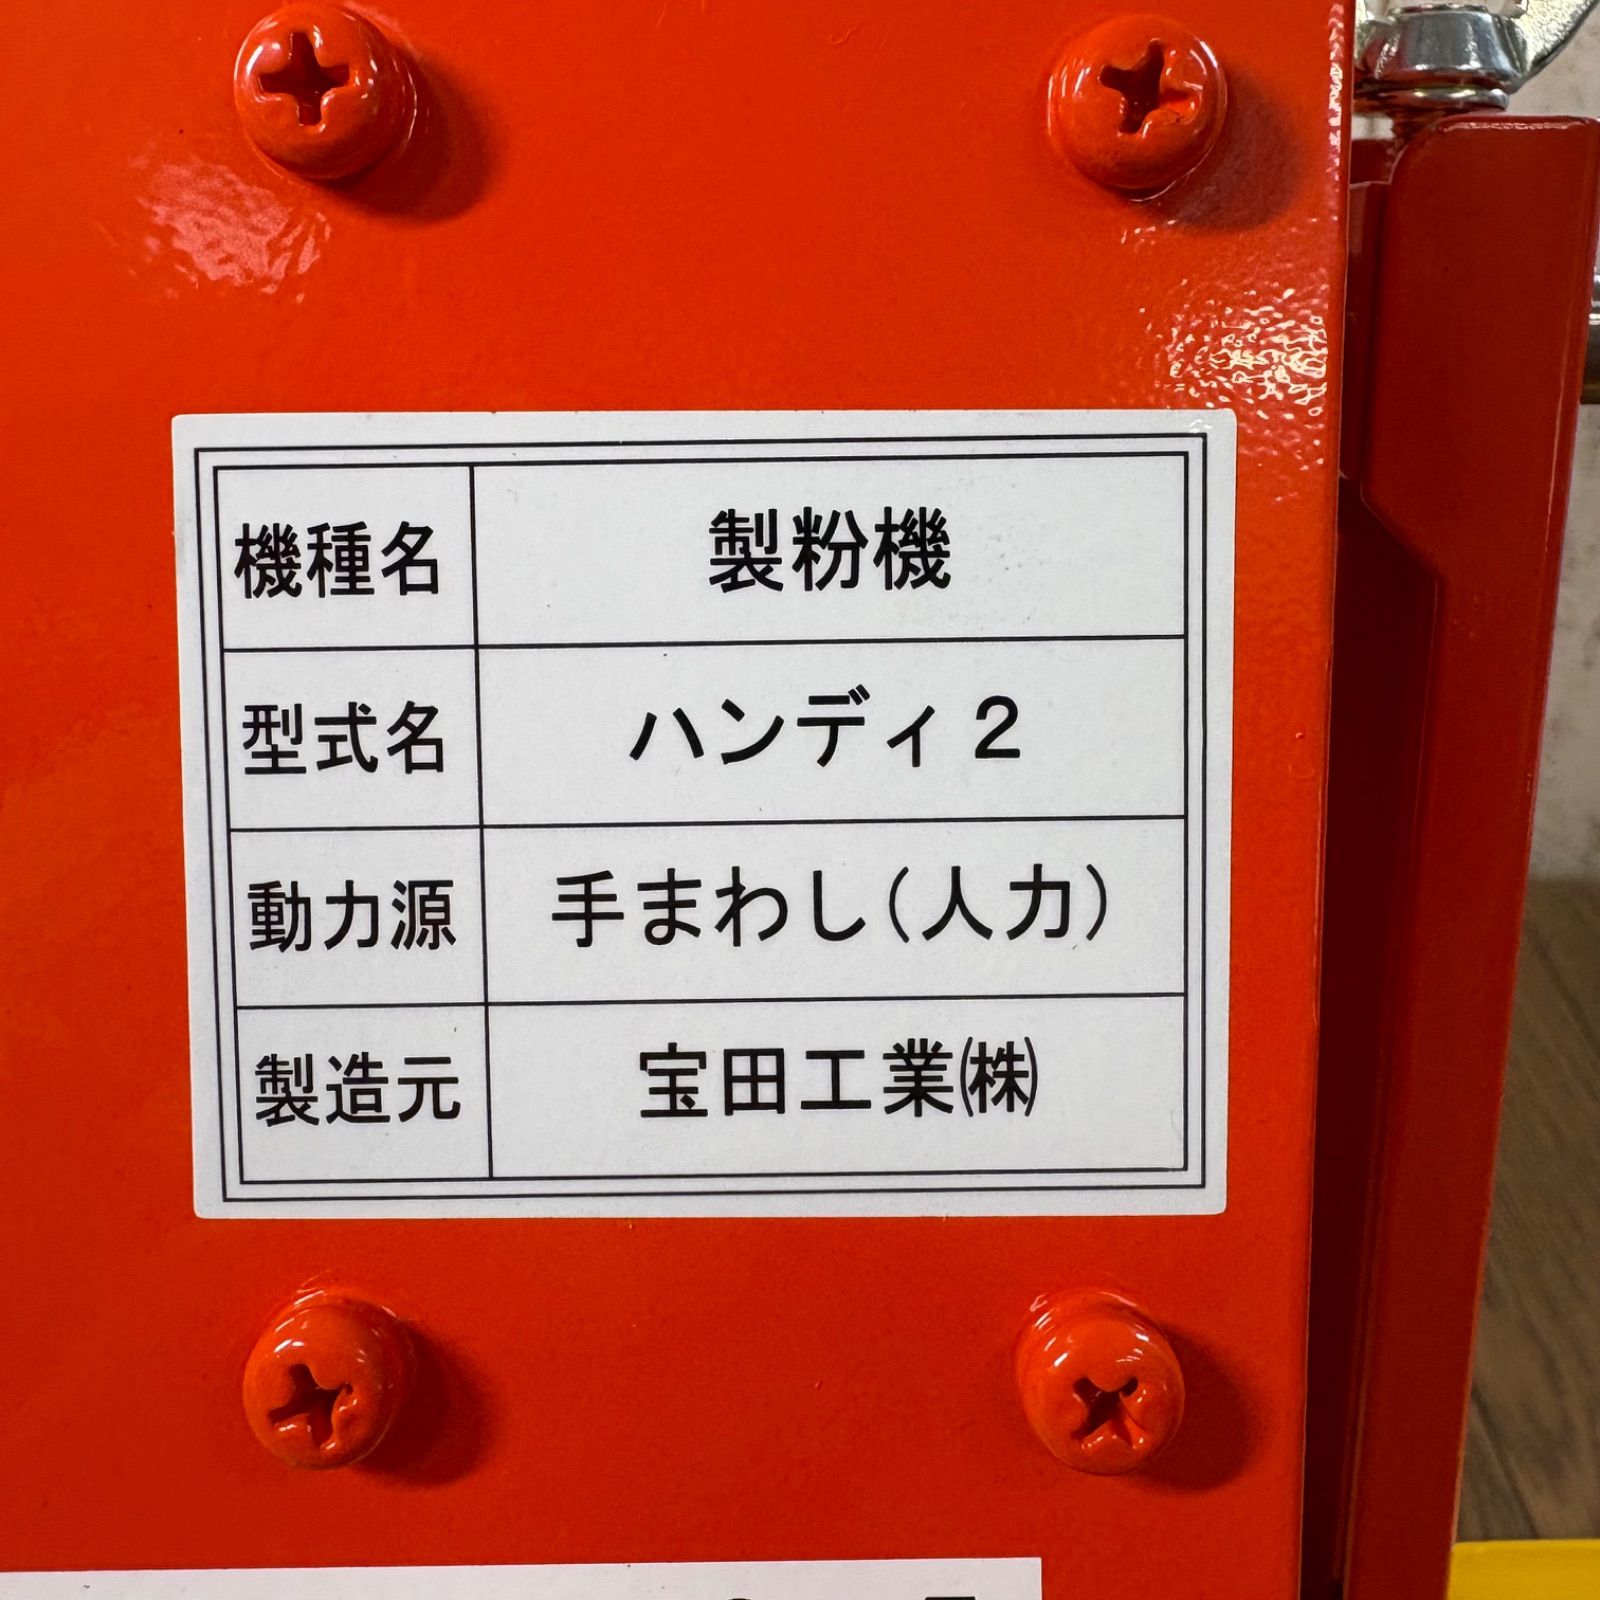 機種名 製粉機
型式名 ハンディ２
動力源 手まわし(人力)
製造元 宝田工業㈱